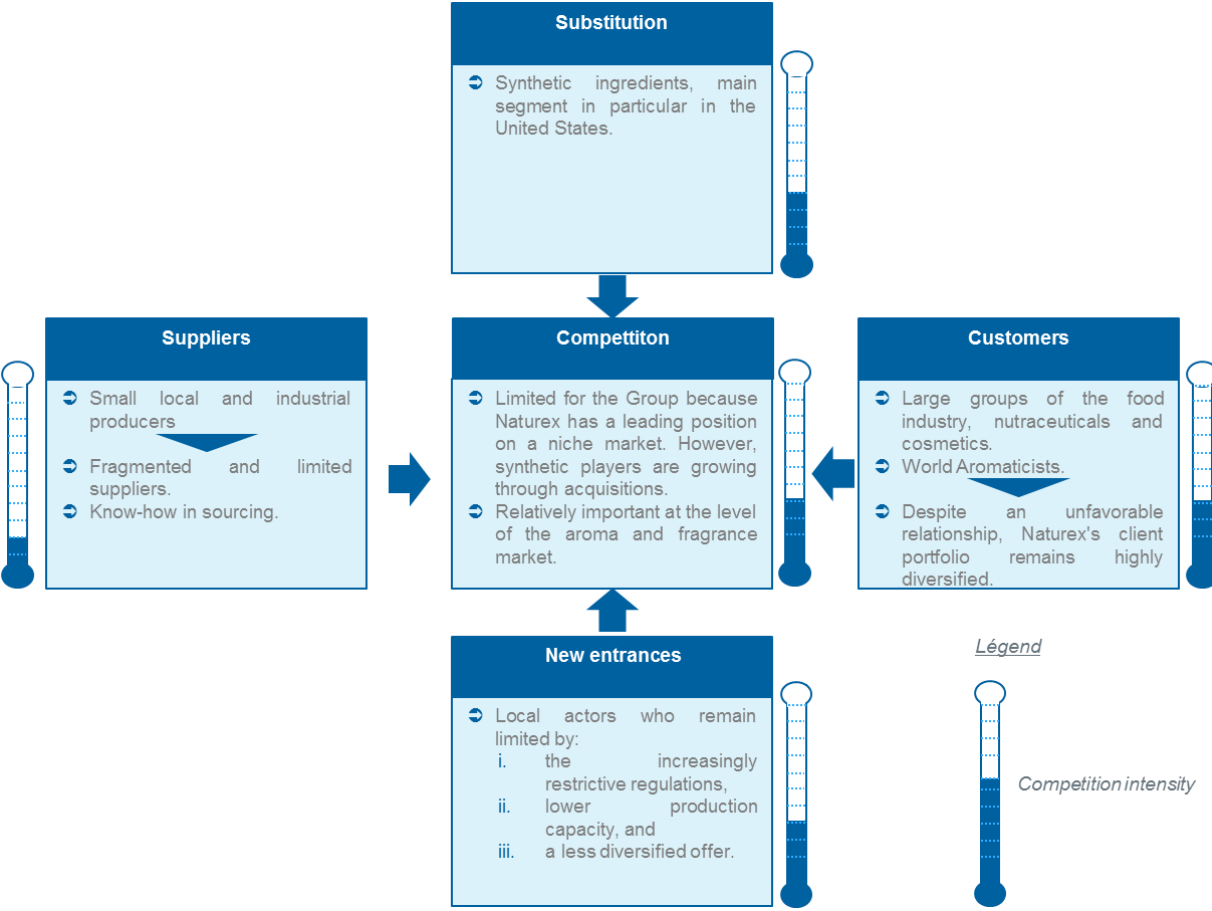 Substitution
Synthetic ingredients, main
segment in particular in the
United States.
Suppliers
Small local and industrial
producers
Fragmented and limited
suppliers.
Know-how in sourcing.
Compettiton
Limited for the Group because
Naturex has a leading position
on a niche market. However,
synthetic players are growing
through acquisitions.
Relatively important at the level
of the aroma and fragrance
market.
Customers
Large groups of the food
industry, nutraceuticals and
cosmetics.
World Aromaticists.
Despite an unfavorable
relationship, Naturex's client
portfolio remains highly
diversified.
New entrances
Local actors who remain
limited by:
i. the increasingly
restrictive regulations,
ii. lower production
capacity, and
iii. a less diversified offer.
Légend
Competition intensity